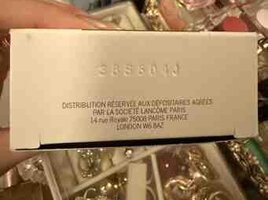 DISTRIBUTION RÉSERVÉE AUX DÉPOSITAIRES AGRÉÉS
PAR LA SOCIÉTÉ LANCÔME PARIS
14 rue Royale 75008 PARIS FRANCE
LONDON W6 8AZ